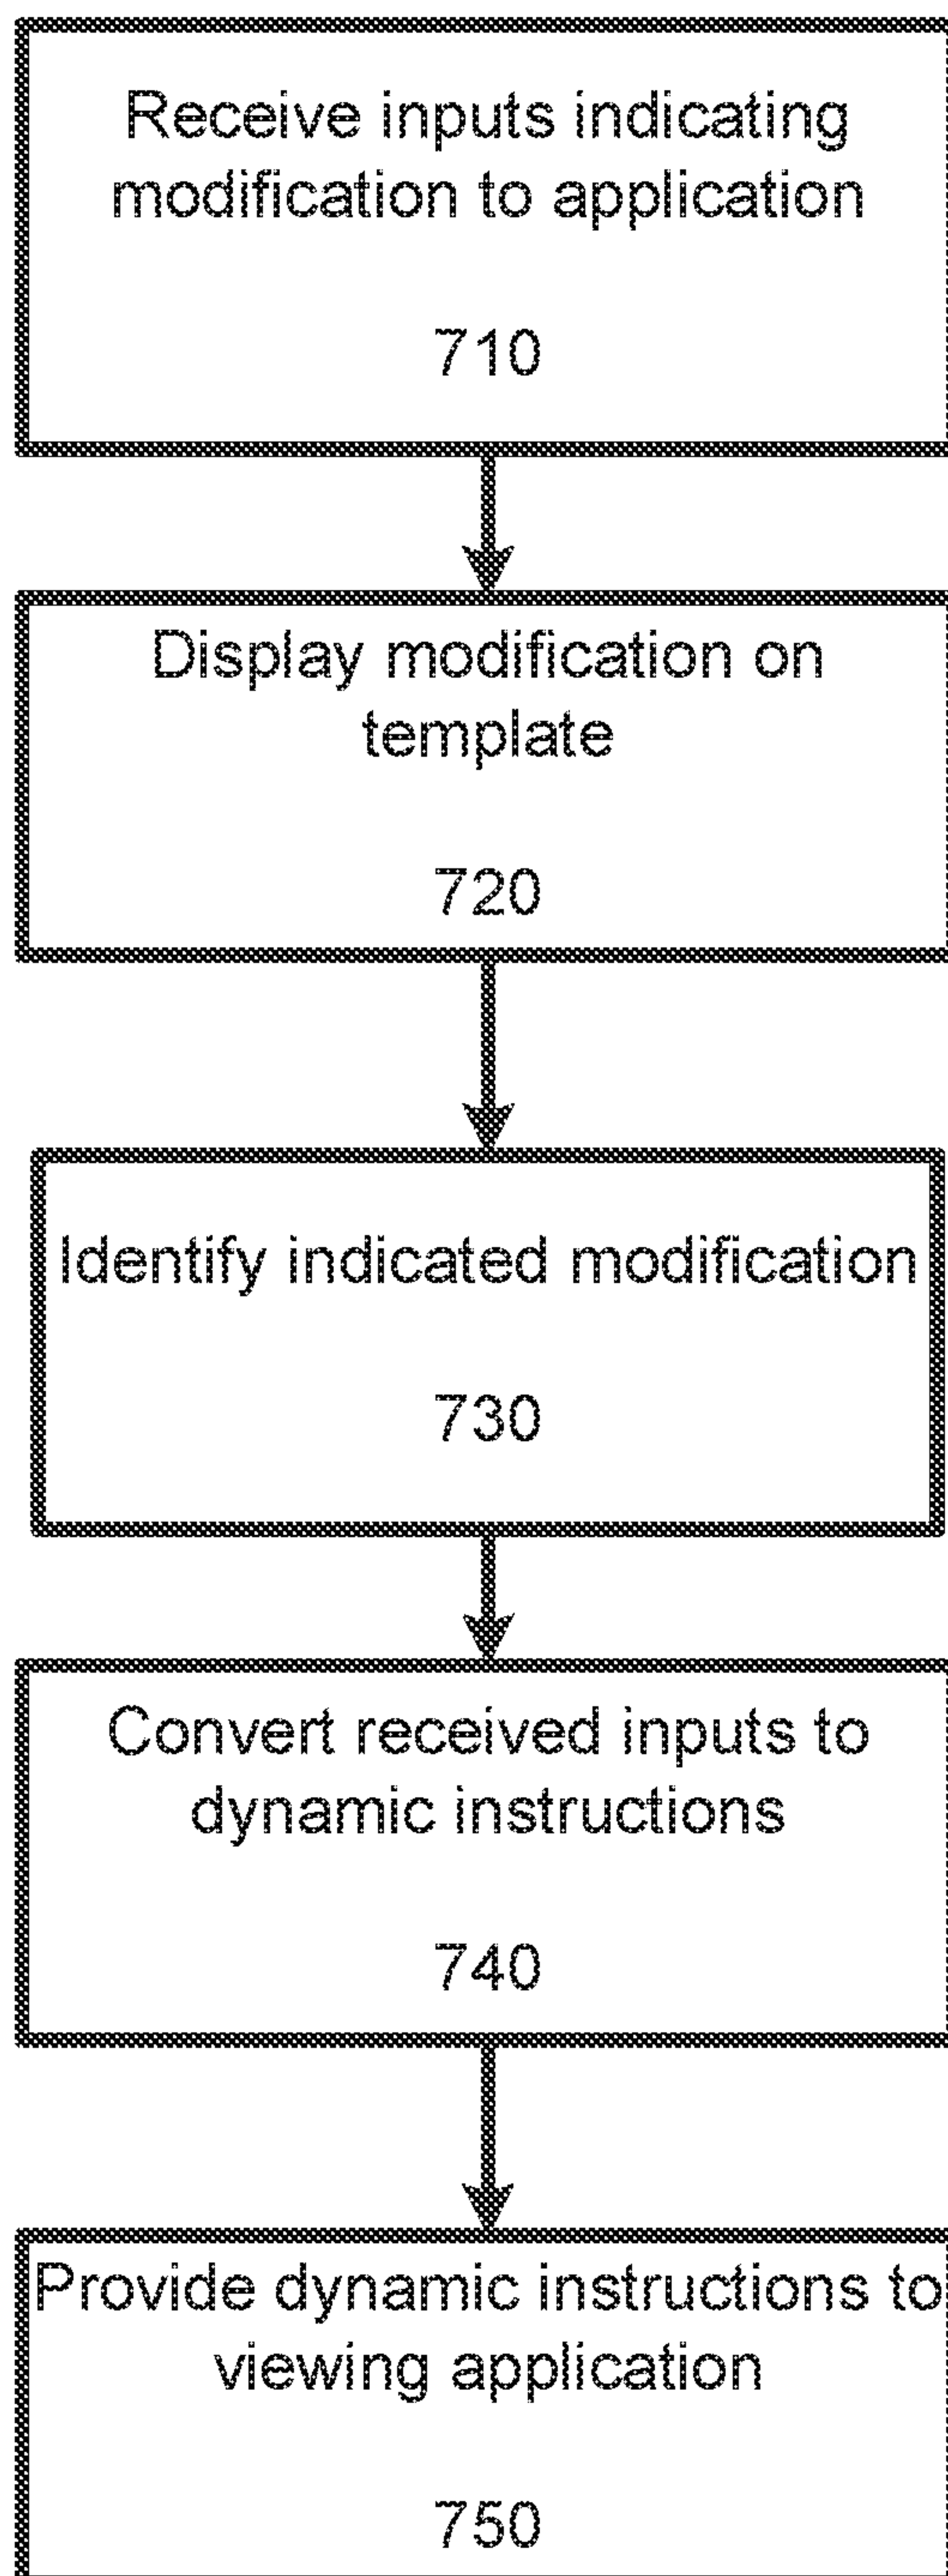 Receive inputs indicating
modification to application
710
Display modification on
template
720
Identify indicated modification
730
Convert received inputs to
dynamic instructions
740
Provide dynamic instructions to
viewing application
750